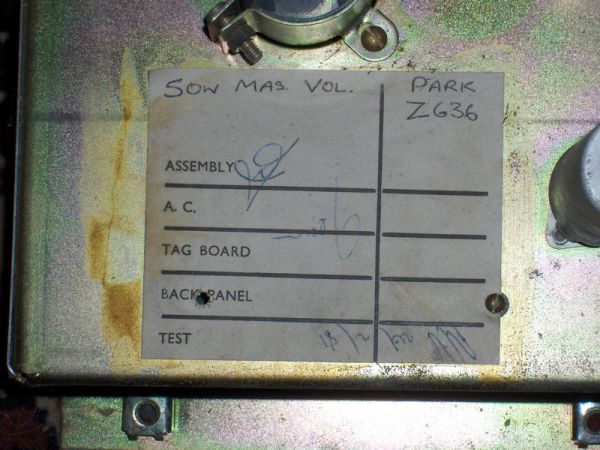 50W MAS. VOL.
PARK
Z636
ASSEMBLY
A. C.
TAG BOARD
BACK PANEL
TEST